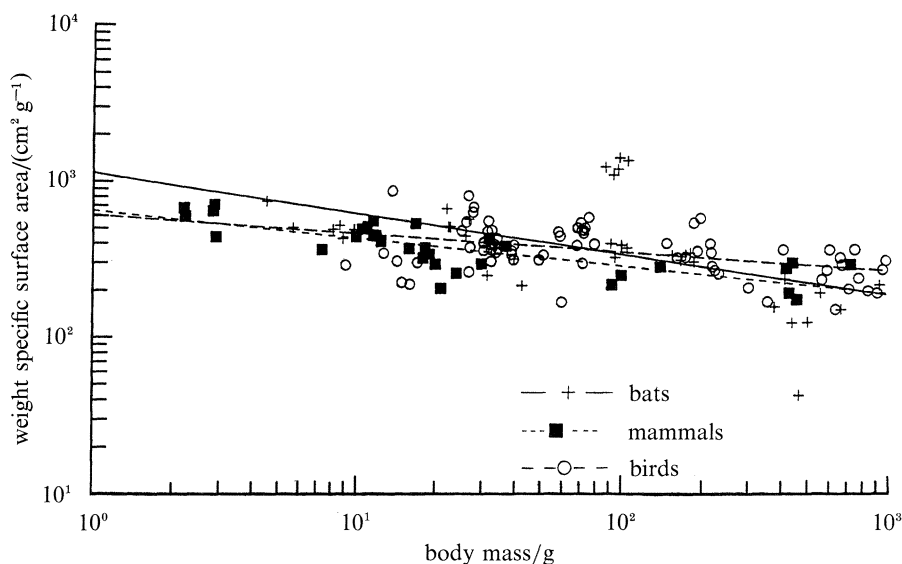 10⁴
10³
10²
10¹
weight specific surface area/(cm² g⁻¹)
bats
mammals
birds
10⁰ 10¹ 10² 10³
body mass/g